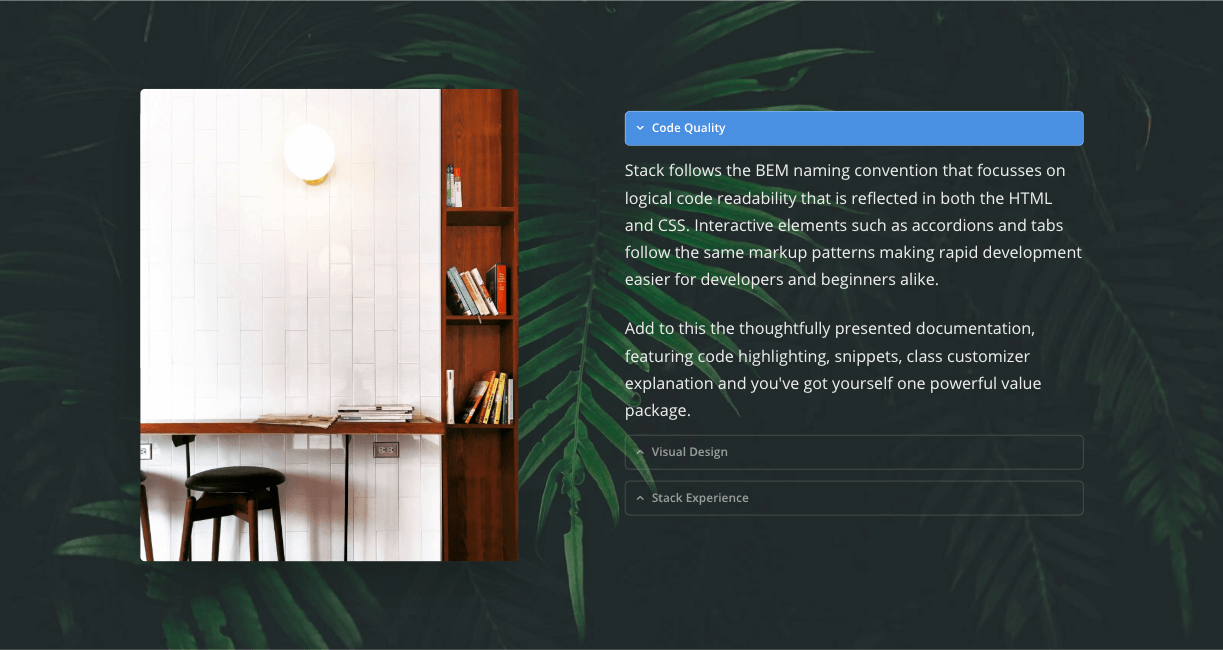 Code Quality
Stack follows the BEM naming convention that focusses on
logical code readability that is reflected in both the HTML
and CSS. Interactive elements such as accordions and tabs
follow the same markup patterns making rapid development
easier for developers and beginners alike.
Add to this the thoughtfully presented documentation,
featuring code highlighting, snippets, class customizer
explanation and you've got yourself one powerful value
package.
Visual Design
Stack Experience